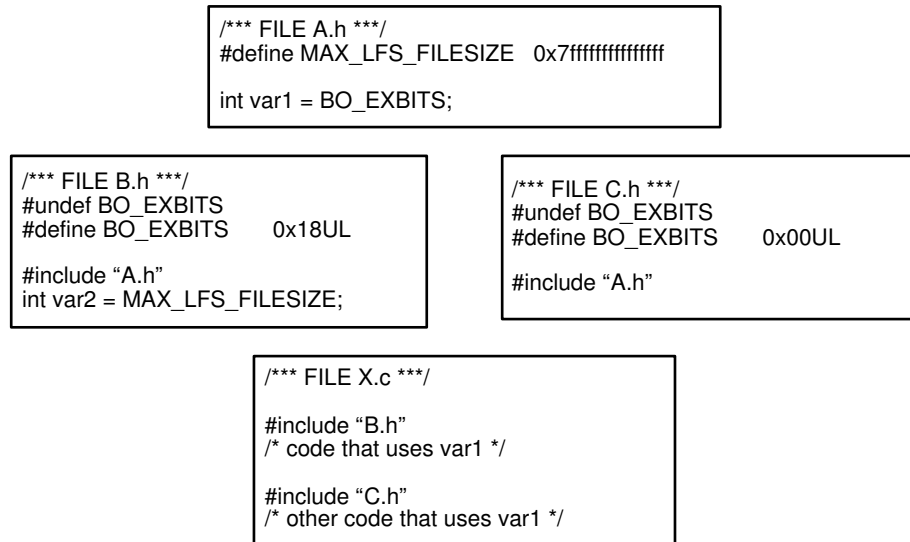 /*** FILE A.h ***/
#define MAX_LFS_FILESIZE 0x7fffffffffffffff
int var1 = BO_EXBITS;
/*** FILE B.h ***/
#undef BO_EXBITS
#define BO_EXBITS 0x18UL
#include “A.h”
int var2 = MAX_LFS_FILESIZE;
/*** FILE C.h ***/
#undef BO_EXBITS
#define BO_EXBITS 0x00UL
#include “A.h”
/*** FILE X.c ***/
#include “B.h”
/* code that uses var1 */
#include “C.h”
/* other code that uses var1 */